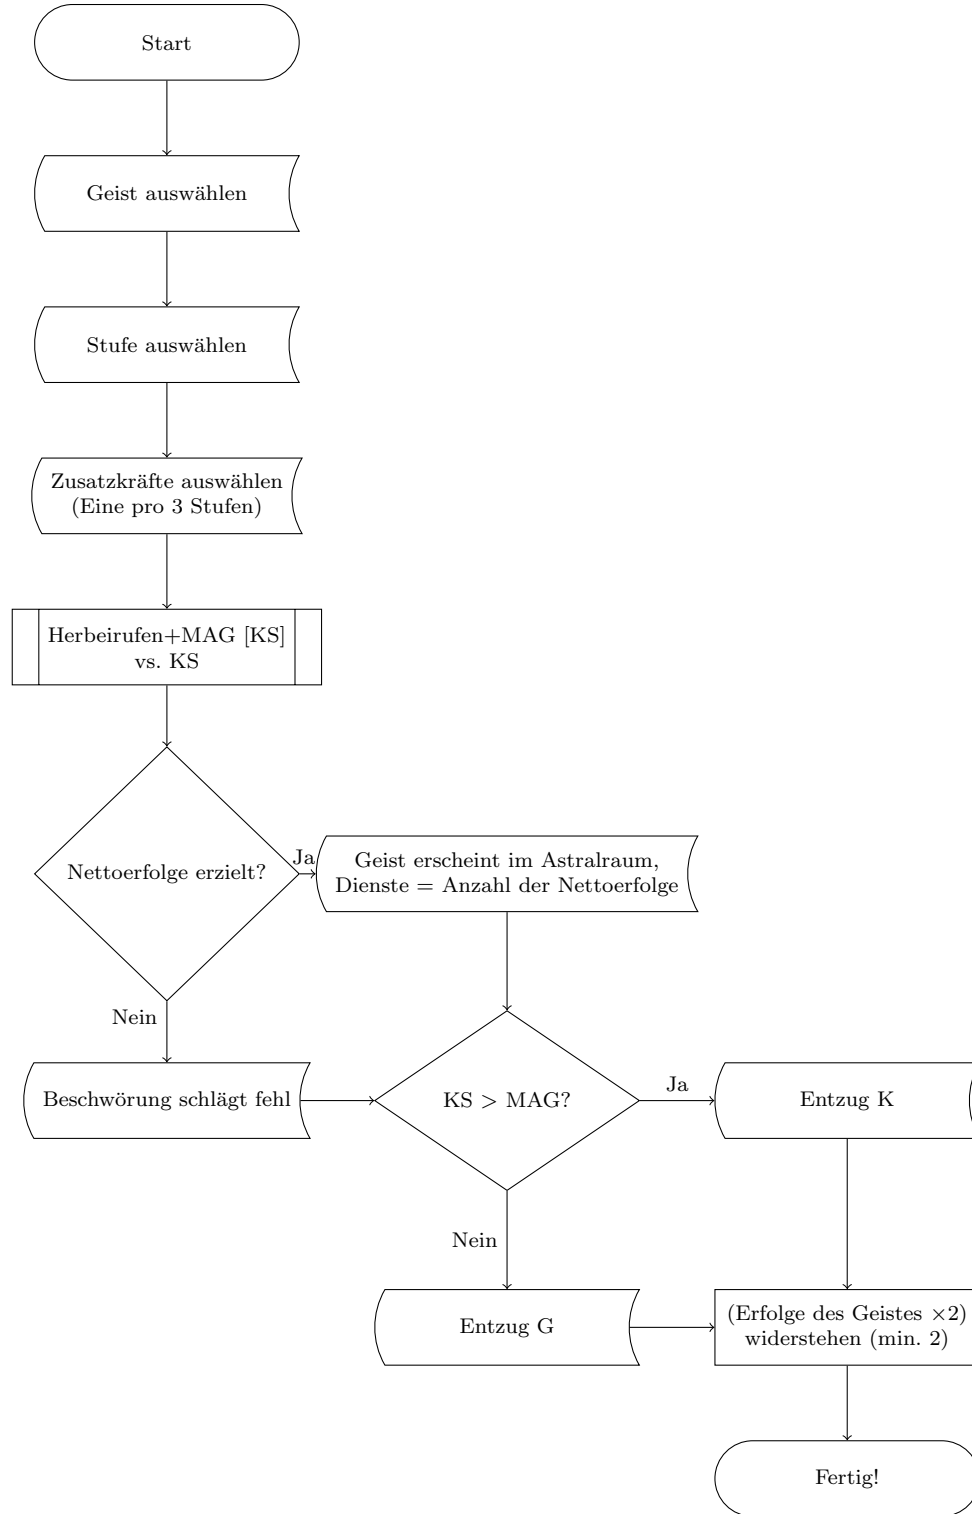 Start
Geist auswählen
Stufe auswählen
Zusatzkräfte auswählen
(Eine pro 3 Stufen)
Herbeirufen+MAG [KS]
vs. KS
Nettoerfolge erzielt?
Ja
Geist erscheint im Astralraum,
Dienste = Anzahl der Nettoerfolge
Nein
Beschwörung schlägt fehl
KS > MAG?
Ja
Entzug K
Nein
Entzug G
(Erfolge des Geistes ×2)
widerstehen (min. 2)
Fertig!